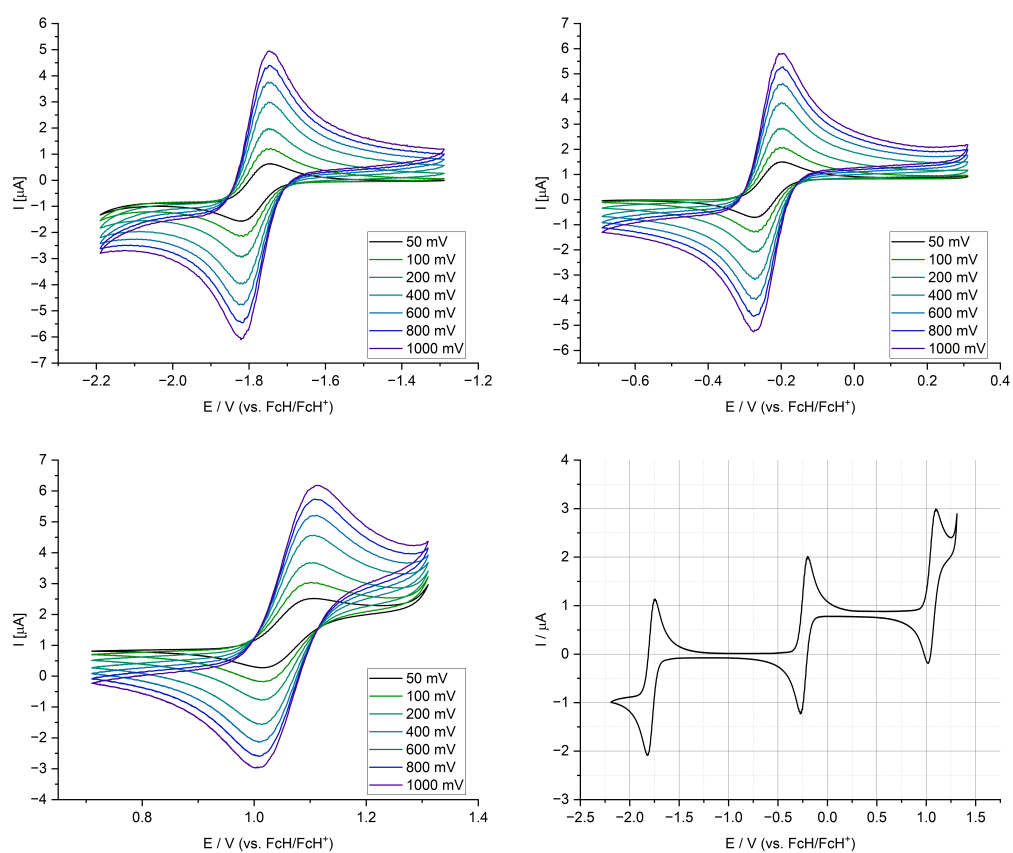 6
5
4
3
2
1
0
−1
−2
−3
−4
−5
−6
−7
I [μA]
−2.2 −2.0 −1.8 −1.6 −1.4 −1.2
E / V (vs. FcH/FcH⁺)
50 mV
100 mV
200 mV
400 mV
600 mV
800 mV
1000 mV
7
6
5
4
3
2
1
0
−1
−2
−3
−4
−5
−6
I [μA]
−0.6 −0.4 −0.2 0.0 0.2 0.4
E / V (vs. FcH/FcH⁺)
50 mV
100 mV
200 mV
400 mV
600 mV
800 mV
1000 mV
7
6
5
4
3
2
1
0
−1
−2
−3
−4
I [μA]
0.8 1.0 1.2 1.4
E / V (vs. FcH/FcH⁺)
50 mV
100 mV
200 mV
400 mV
600 mV
800 mV
1000 mV
4
3
2
1
0
−1
−2
−3
I / μA
−2.5 −2.0 −1.5 −1.0 −0.5 0.0 0.5 1.0 1.5
E / V (vs. FcH/FcH⁺)